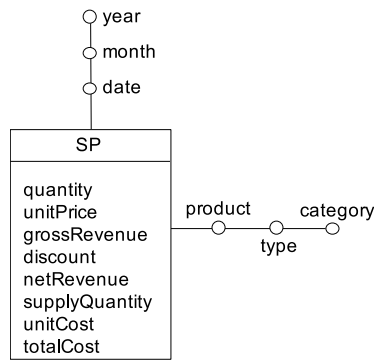 year
month
date
SP
quantity
unitPrice
grossRevenue
discount
netRevenue
supplyQuantity
unitCost
totalCost
product
type
category